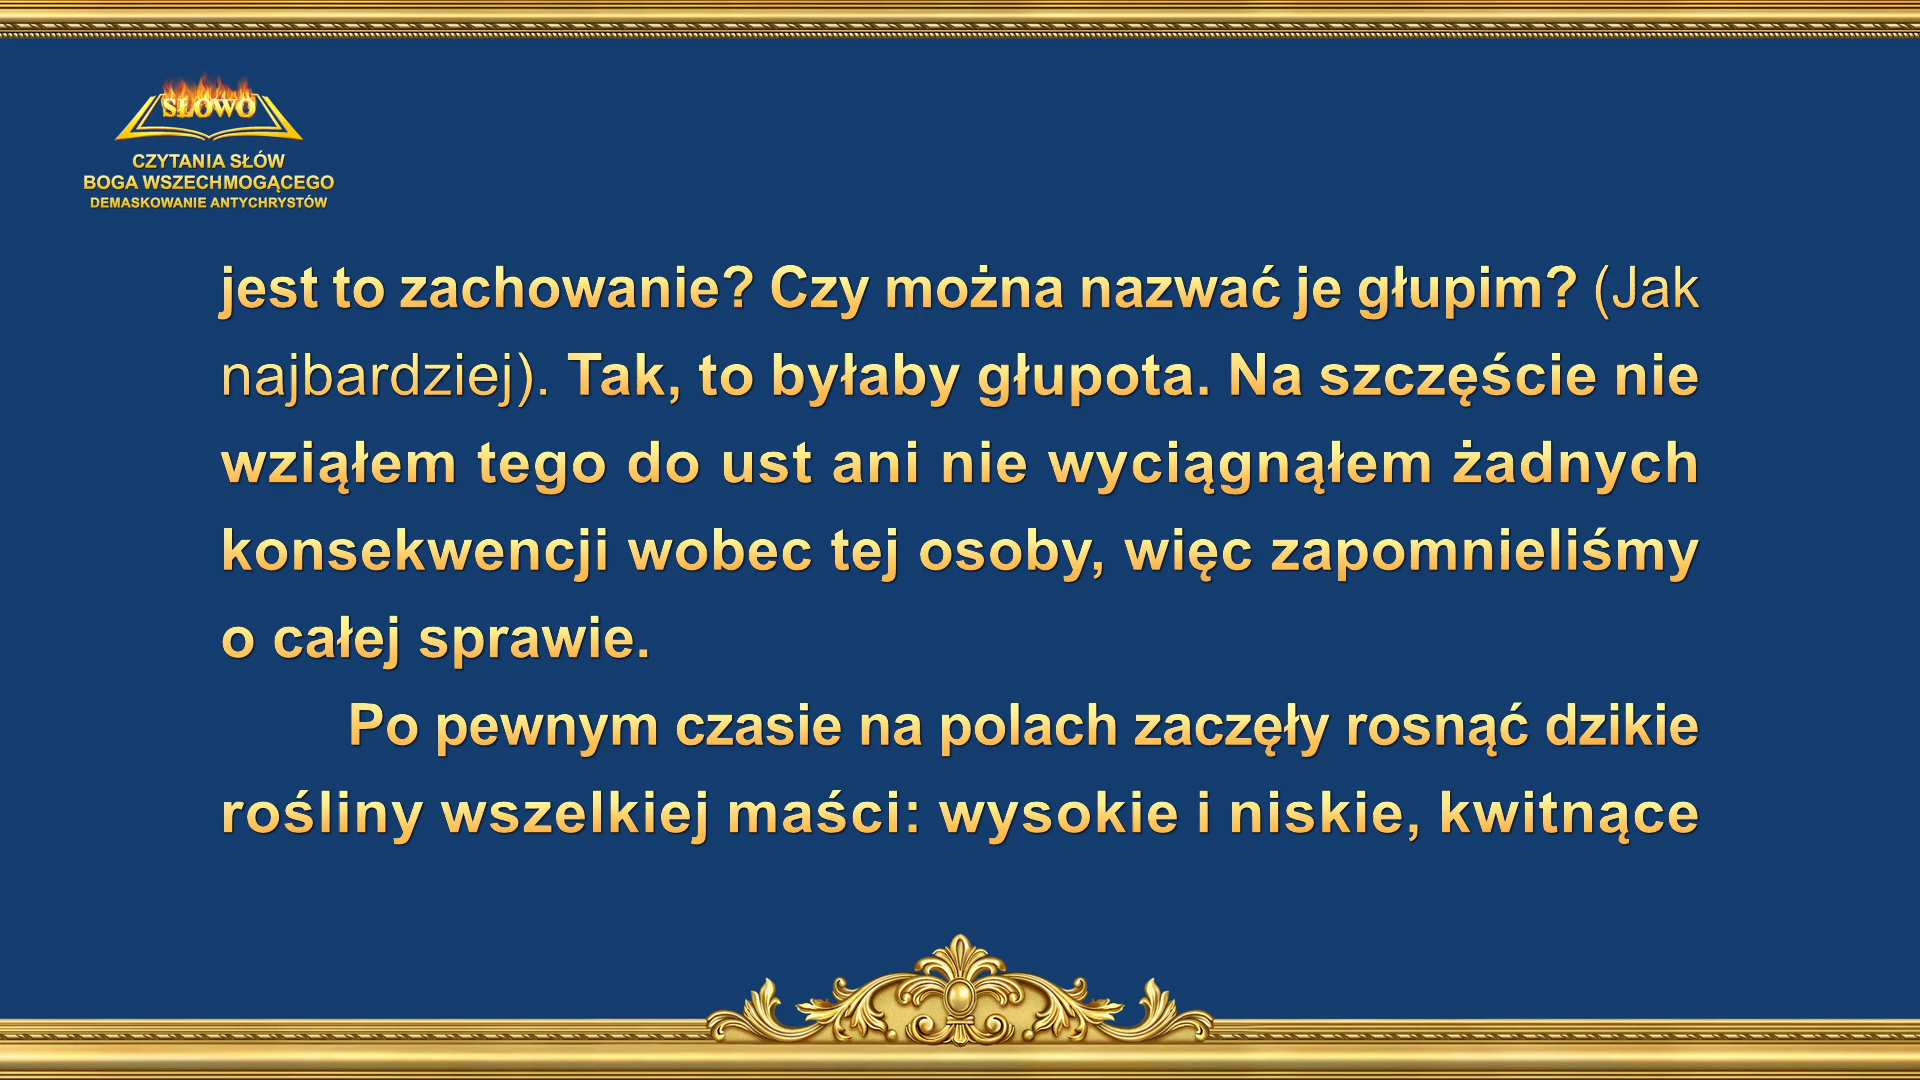 SŁOWO
CZYTANIA SŁÓW
BOGA WSZECHMOGĄCEGO
DEMASKOWANIE ANTYCHRYSTÓW
jest to zachowanie? Czy można nazwać je głupim? (Jak
najbardziej). Tak, to byłaby głupota. Na szczęście nie
wziąłem tego do ust ani nie wyciągnąłem żadnych
konsekwencji wobec tej osoby, więc zapomnieliśmy
o całej sprawie.
Po pewnym czasie na polach zaczęły rosnąć dzikie
rośliny wszelkiej maści: wysokie i niskie, kwitnące